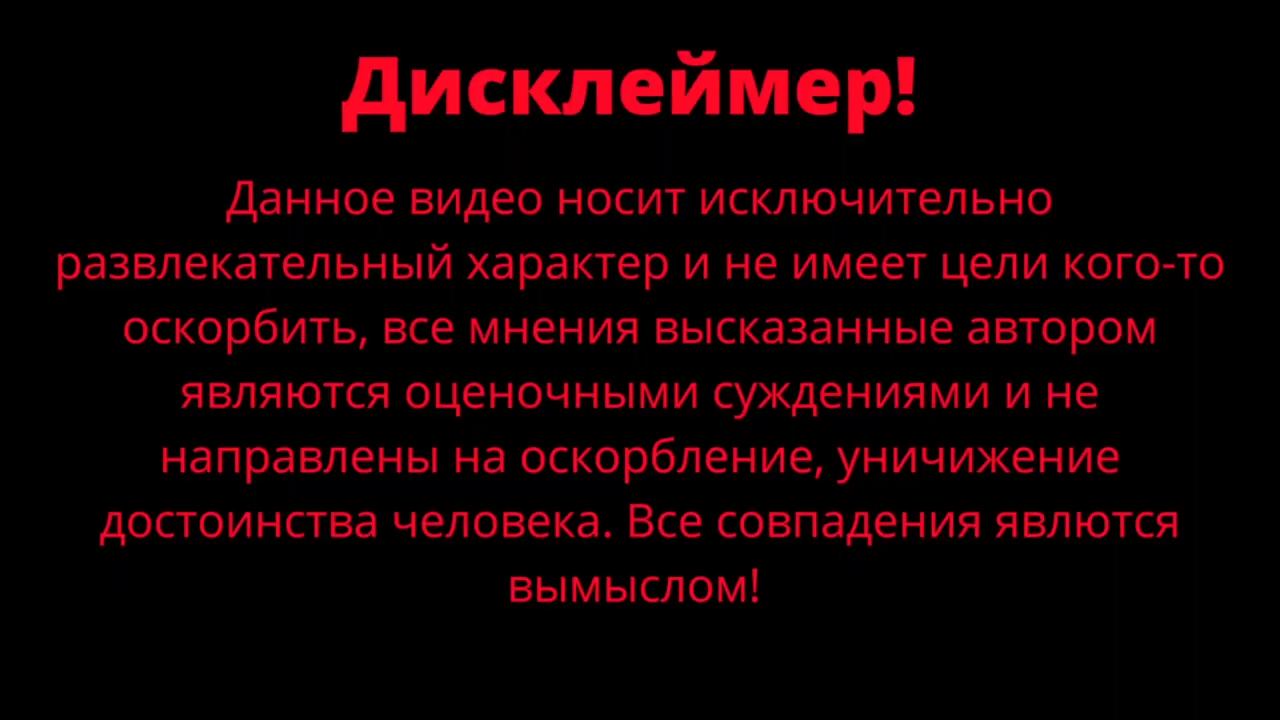 Дисклеймер!
Данное видео носит исключительно
развлекательный характер и не имеет цели кого-то
оскорбить, все мнения высказанные автором
являются оценочными суждениями и не
направлены на оскорбление, уничижение
достоинства человека. Все совпадения явлются
вымыслом!